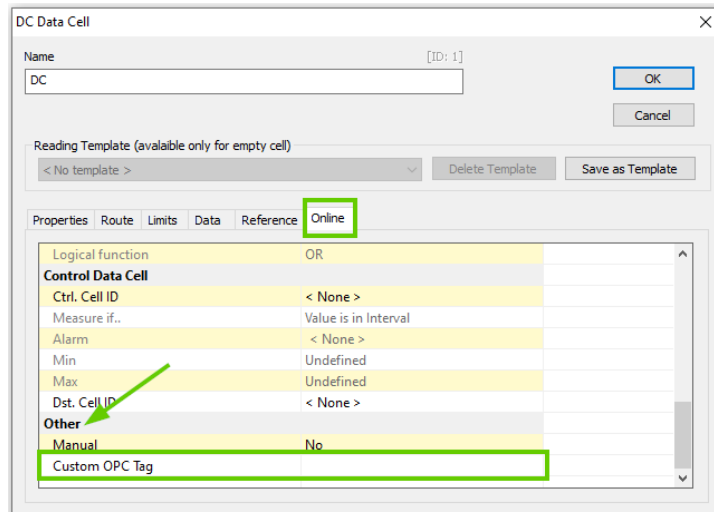 DC Data Cell
Name [ID: 1]
DC
OK
Cancel
Reading Template (avalaible only for empty cell)
< No template > Delete Template Save as Template
Properties Route Limits Data Reference Online
Logical function OR
Control Data Cell
Ctrl. Cell ID < None >
Measure if.. Value is in Interval
Alarm < None >
Min Undefined
Max Undefined
Dst. Cell ID < None >
Other
Manual No
Custom OPC Tag